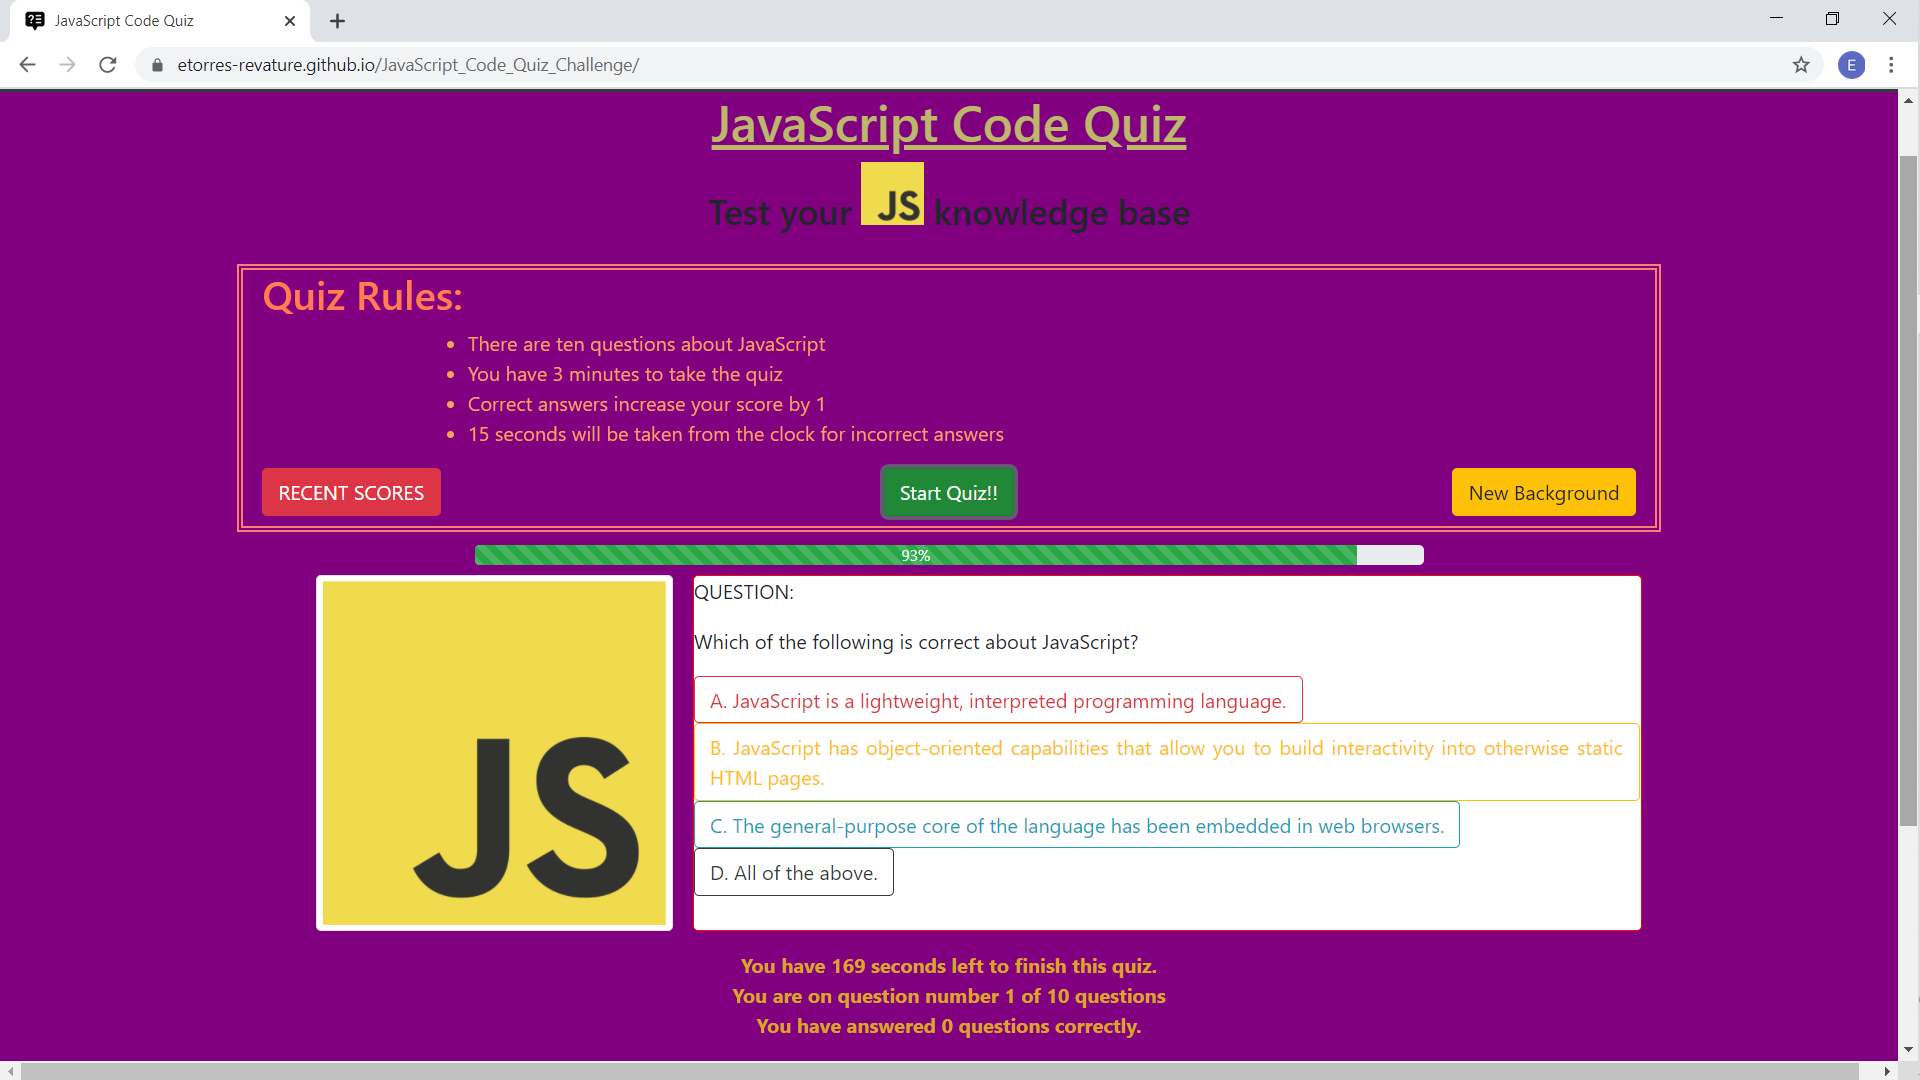 JavaScript Code Quiz
etorres-revature.github.io/JavaScript_Code_Quiz_Challenge/
E
JavaScript Code Quiz
Test your JS knowledge base
Quiz Rules:
There are ten questions about JavaScript
You have 3 minutes to take the quiz
Correct answers increase your score by 1
15 seconds will be taken from the clock for incorrect answers
RECENT SCORES
Start Quiz!!
New Background
93%
JS
QUESTION:
Which of the following is correct about JavaScript?
A. JavaScript is a lightweight, interpreted programming language.
B. JavaScript has object-oriented capabilities that allow you to build interactivity into otherwise static
HTML pages.
C. The general-purpose core of the language has been embedded in web browsers.
D. All of the above.
You have 169 seconds left to finish this quiz.
You are on question number 1 of 10 questions
You have answered 0 questions correctly.